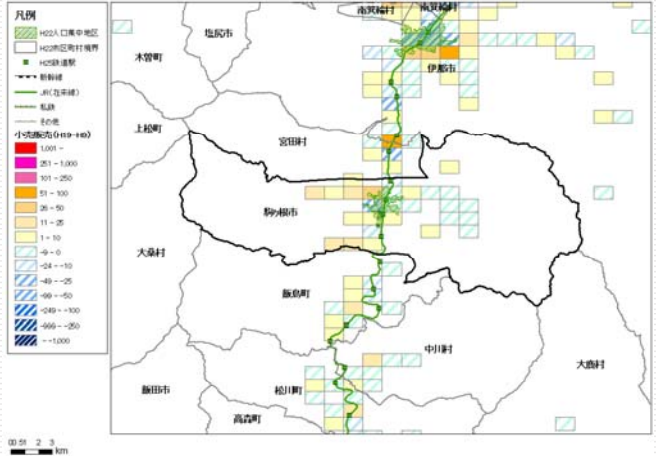 凡例
H22人口集中地区
H22市区町村境界
H25鉄道駅
新幹線
JR(在来線)
私鉄
その他
小売販売(H19-H9)
1,001 -
251 - 1,000
101 - 250
51 - 100
26 - 50
11 - 25
1 - 10
-9 - 0
-24 - -10
-49 - -25
-99 - -50
-249 - -100
-999 - -250
- -1,000
南箕輪村
南箕輪村
塩尻市
木曽町
伊那市
上松町
宮田村
駒ヶ根市
大桑村
飯島町
中川村
大鹿村
飯田市
松川町
高森町
0 0.5 1 2 3
km